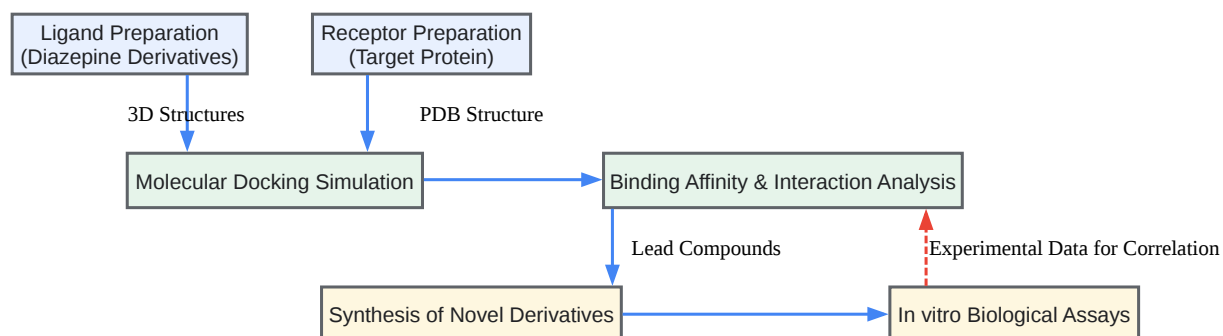 Ligand Preparation
(Diazepine Derivatives)
Receptor Preparation
(Target Protein)
3D Structures
PDB Structure
Molecular Docking Simulation
Binding Affinity & Interaction Analysis
Lead Compounds
Experimental Data for Correlation
Synthesis of Novel Derivatives
In vitro Biological Assays